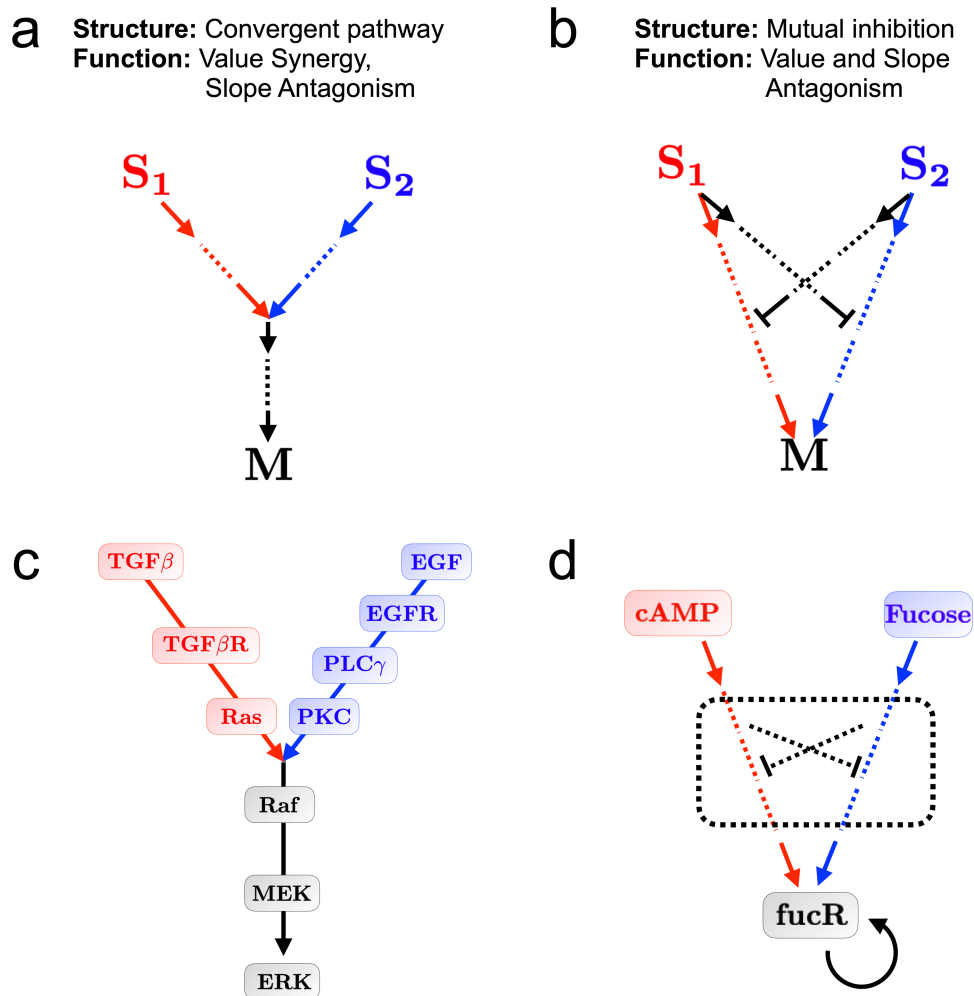 a
Structure: Convergent pathway
Function: Value Synergy,
Slope Antagonism
S1
S2
M
b
Structure: Mutual inhibition
Function: Value and Slope
Antagonism
S1
S2
M
c
TGFβ
EGF
EGFR
TGFβR
PLCγ
Ras
PKC
Raf
MEK
ERK
d
cAMP
Fucose
fucR